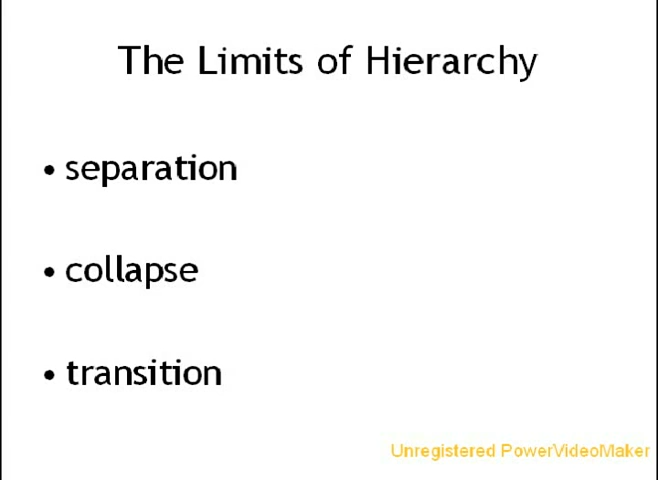 The Limits of Hierarchy
• separation
• collapse
• transition
Unregistered PowerVideoMaker